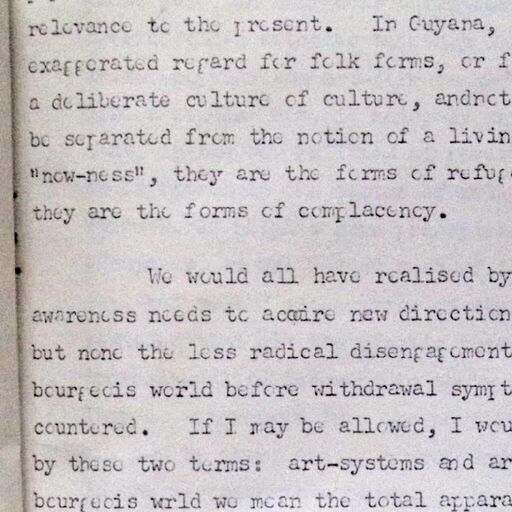 relevance to the present. In Guyana,
exaggerated regard for folk forms, or f
a deliberate culture of culture, andnot
be separated from the notion of a livin
"now-ness", they are the forms of refug
they are the forms of complacency.
We would all have realised by
awareness needs to acqire new direction
but none the less radical disengagement
bourgeois world before withdrawal sympt
countered. If I may be allowed, I wou
by these two terms: art-systems and ar
bourgeois wrld we mean the total appara